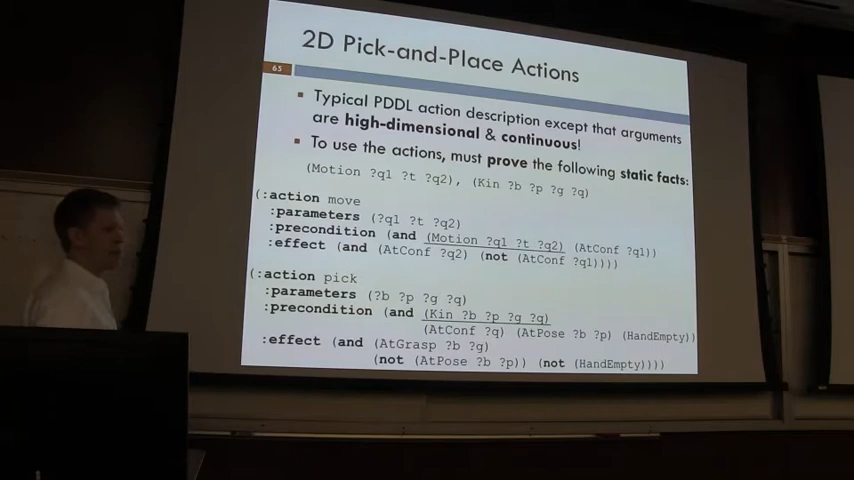 2D Pick-and-Place Actions
65
▪ Typical PDDL action description except that arguments
are high-dimensional & continuous!
▪ To use the actions, must prove the following static facts:
(Motion ?q1 ?t ?q2), (Kin ?b ?p ?g ?q)
(:action move
:parameters (?q1 ?t ?q2)
:precondition (and (Motion ?q1 ?t ?q2) (AtConf ?q1))
:effect (and (AtConf ?q2) (not (AtConf ?q1))))
(:action pick
:parameters (?b ?p ?g ?q)
:precondition (and (Kin ?b ?p ?g ?q)
(AtConf ?q) (AtPose ?b ?p) (HandEmpty))
:effect (and (AtGrasp ?b ?g)
(not (AtPose ?b ?p)) (not (HandEmpty))))